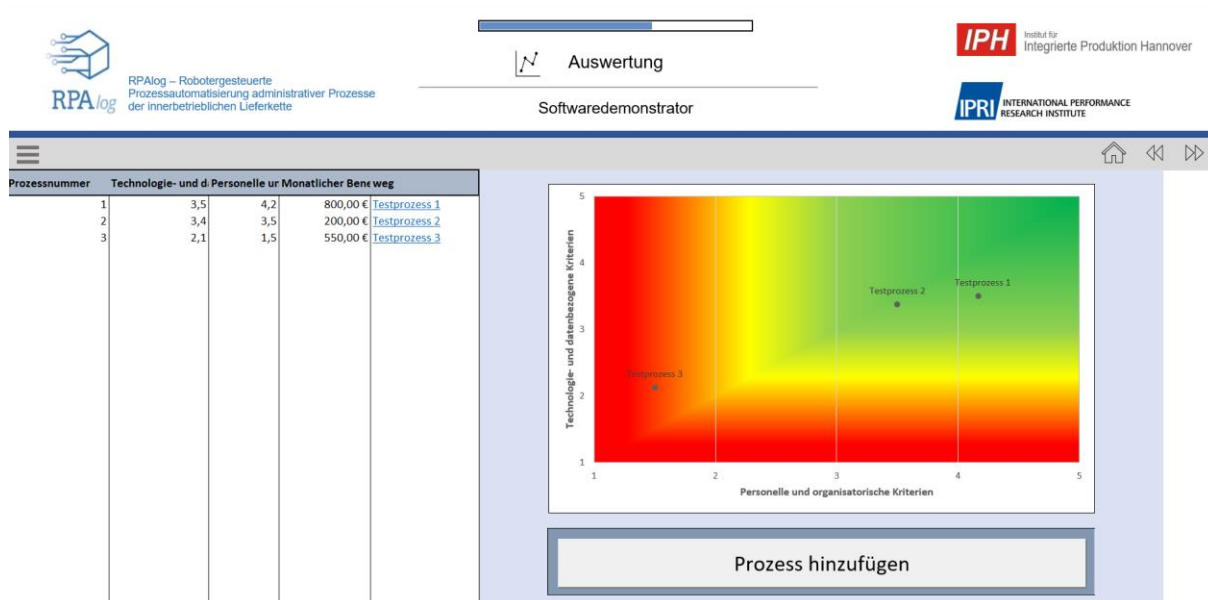 RPAlog
RPAlog – Robotergesteuerte
Prozessautomatisierung administrativer Prozesse
der innerbetrieblichen Lieferkette
Auswertung
Softwaredemonstrator
IPH
Institut für
Integrierte Produktion Hannover
IPRI
INTERNATIONAL PERFORMANCE
RESEARCH INSTITUTE
Prozessnummer Technologie- und d Personelle ur Monatlicher Bene weg
1 3,5 4,2 800,00 € Testprozess 1
2 3,4 3,5 200,00 € Testprozess 2
3 2,1 1,5 550,00 € Testprozess 3
Technologie- und datenbezogene Kriterien
5
4
3
2
1
Testprozess 1
Testprozess 2
Testprozess 3
1 2 3 4 5
Personelle und organisatorische Kriterien
Prozess hinzufügen